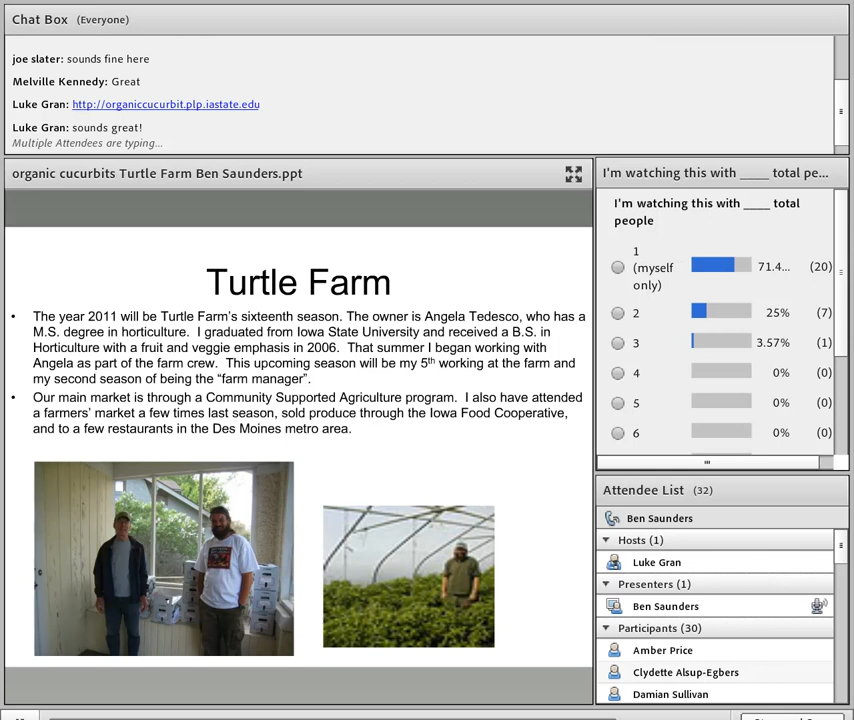 Chat Box (Everyone)
joe slater: sounds fine here
Melville Kennedy: Great
Luke Gran: http://organiccucurbit.plp.iastate.edu
Luke Gran: sounds great!
Multiple Attendees are typing...
organic cucurbits Turtle Farm Ben Saunders.ppt
Turtle Farm
• The year 2011 will be Turtle Farm's sixteenth season. The owner is Angela Tedesco, who has a
M.S. degree in horticulture. I graduated from Iowa State University and received a B.S. in
Horticulture with a fruit and veggie emphasis in 2006. That summer I began working with
Angela as part of the farm crew. This upcoming season will be my 5th working at the farm and
my second season of being the “farm manager”.
• Our main market is through a Community Supported Agriculture program. I also have attended
a farmers' market a few times last season, sold produce through the Iowa Food Cooperative,
and to a few restaurants in the Des Moines metro area.
I'm watching this with ____ total pe...
I'm watching this with ____ total
people
1
(myself 71.4... (20)
only)
2 25% (7)
3 3.57% (1)
4 0% (0)
5 0% (0)
6 0% (0)
Attendee List (32)
Ben Saunders
Hosts (1)
Luke Gran
Presenters (1)
Ben Saunders
Participants (30)
Amber Price
Clydette Alsup-Egbers
Damian Sullivan